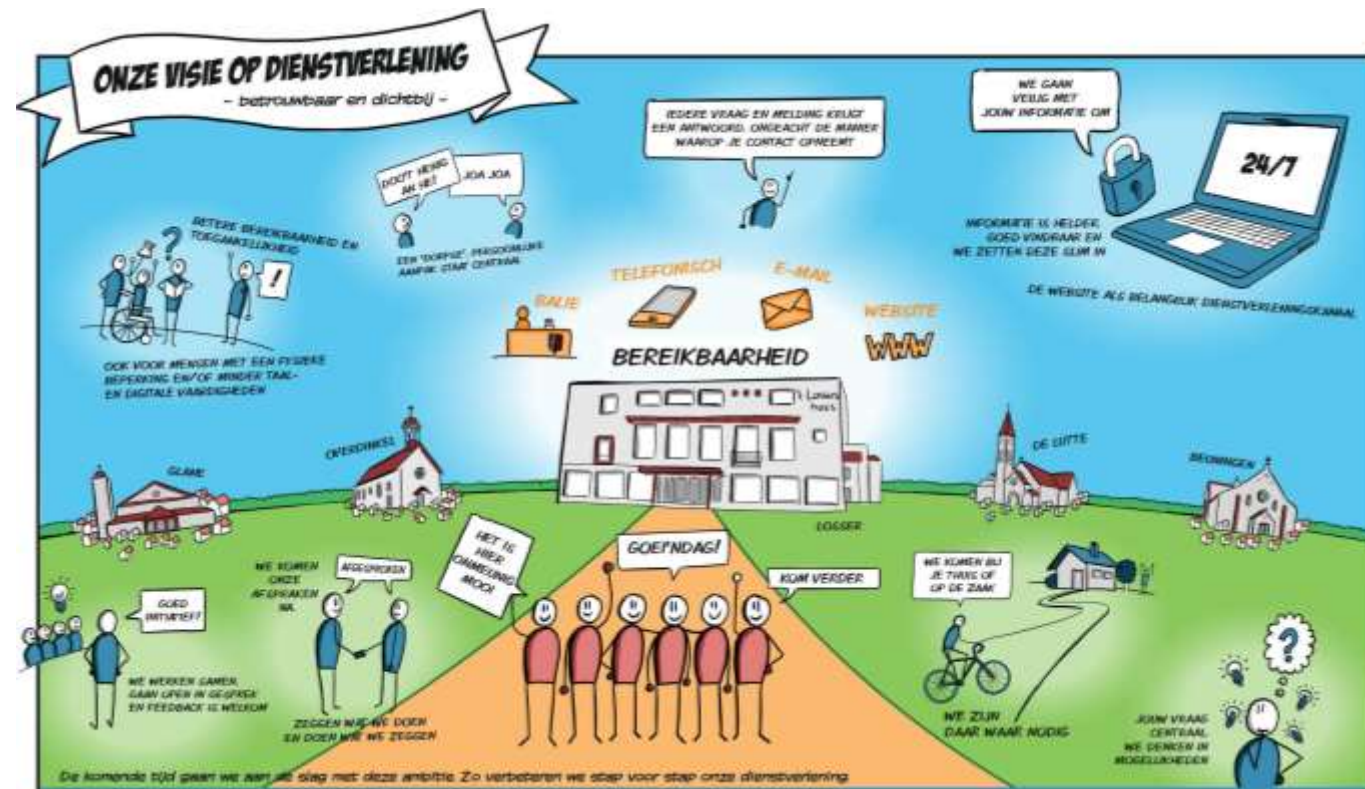 ONZE VISIE OP DIENSTVERLENING
- betrouwbaar en dichtbij -
IEDERE VRAAG EN MELDING KRIJGT
EEN ANTWOORD, ONGEACHT DE MANIER
WAAROP JE CONTACT OPNEEMT
WE GAAN
VEILIG MET
JOUW INFORMATIE OM
24/7
INFORMATIE IS HELDER,
GOED VINDBAAR EN
WE ZETTEN DEZE SLIM IN
DE WEBSITE ALS BELANGRIJK DIENSTVERLENINGSKANAAL
AN HE?
JOA JOA
EEN "DORPSE", PERSOONLIJKE
AANPAK STAAT CENTRAAL
BETERE BEREIKBAARHEID EN
TOEGANKELIJKHEID
?
!
OOK VOOR MENSEN MET EEN FYSIEKE
BEPERKING EN/OF MINDER TAAL-
EN DIGITALE VAARDIGHEDEN
BALIE
TELEFONISCH
E-MAIL
WEBSITE
WWW
BEREIKBAARHEID
GLANE
OVERDINKEL
LOSSER
DE LUTTE
BEUNINGEN
GOED
INITIATIEF!
WE WERKEN SAMEN,
GAAN OPEN IN GESPREK
EN FEEDBACK IS WELKOM
WE KOMEN
ONZE
AFSPRAKEN
NA
AFGESPROKEN
ZEGGEN WAT WE DOEN
EN DOEN WAT WE ZEGGEN
HET IS
HIER
ONMEUNIG
MOOI
GOEI'NDAG!
KOM VERDER
WE KOMEN BIJ
JE THUIS OF
OP DE ZAAK
WE ZIJN
DAAR WAAR NODIG
?
JOUW VRAAG
CENTRAAL
WE DENKEN IN
MOGELIJKHEDEN
De komende tijd gaan we aan de slag met deze ambitie. Zo verbeteren we stap voor stap onze dienstverlening